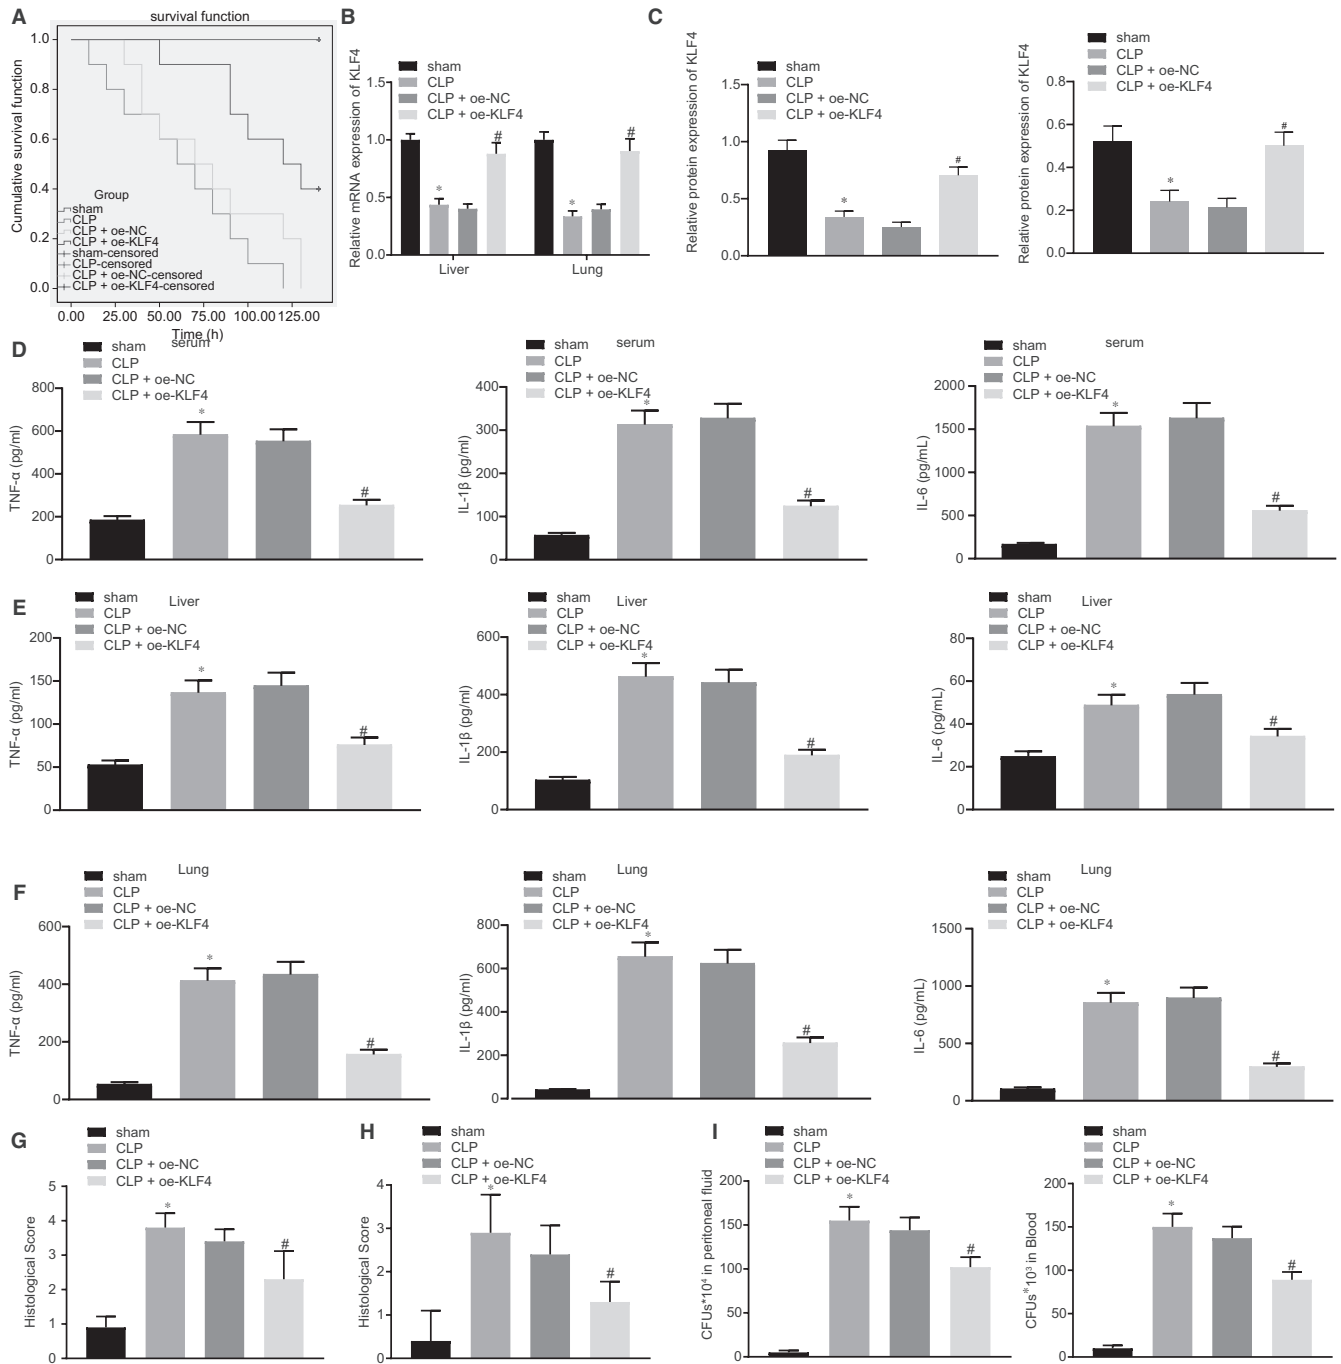 A
survival function
Cumulative survival function
1.0
0.8
0.6
0.4
0.2
0.0
Group
sham
CLP
CLP + oe-NC
CLP + oe-KLF4
sham-censored
CLP-censored
CLP + oe-NC-censored
CLP + oe-KLF4-censored
0.00 25.00 50.00 75.00 100.00 125.00
Time (h)
B
sham
CLP
CLP + oe-NC
CLP + oe-KLF4
Relative mRNA expression of KLF4
1.5
1.0
0.5
0.0
* # * #
Liver Lung
C
sham
CLP
CLP + oe-NC
CLP + oe-KLF4
Relative protein expression of KLF4
1.5
1.0
0.5
0.0
* #
sham
CLP
CLP + oe-NC
CLP + oe-KLF4
Relative protein expression of KLF4
0.8
0.6
0.4
0.2
0.0
* #
D
serum
sham
CLP
CLP + oe-NC
CLP + oe-KLF4
TNF-α (pg/ml)
800
600
400
200
0
* #
serum
sham
CLP
CLP + oe-NC
CLP + oe-KLF4
IL-1β (pg/ml)
400
300
200
100
0
* #
serum
sham
CLP
CLP + oe-NC
CLP + oe-KLF4
IL-6 (pg/mL)
2000
1500
1000
500
0
* #
E
Liver
sham
CLP
CLP + oe-NC
CLP + oe-KLF4
TNF-α (pg/ml)
200
150
100
50
0
* #
Liver
sham
CLP
CLP + oe-NC
CLP + oe-KLF4
IL-1β (pg/ml)
600
400
200
0
* #
Liver
sham
CLP
CLP + oe-NC
CLP + oe-KLF4
IL-6 (pg/mL)
80
60
40
20
0
* #
F
Lung
sham
CLP
CLP + oe-NC
CLP + oe-KLF4
TNF-α (pg/ml)
600
400
200
0
* #
Lung
sham
CLP
CLP + oe-NC
CLP + oe-KLF4
IL-1β (pg/ml)
800
600
400
200
0
* #
Lung
sham
CLP
CLP + oe-NC
CLP + oe-KLF4
IL-6 (pg/mL)
1500
1000
500
0
* #
G
sham
CLP
CLP + oe-NC
CLP + oe-KLF4
Histological Score
5
4
3
2
1
0
* #
H
sham
CLP
CLP + oe-NC
CLP + oe-KLF4
Histological Score
4
3
2
1
0
* #
I
sham
CLP
CLP + oe-NC
CLP + oe-KLF4
CFUs*10⁴ in peritoneal fluid
200
150
100
50
0
* #
sham
CLP
CLP + oe-NC
CLP + oe-KLF4
CFUs*10³ in Blood
200
150
100
50
0
* #